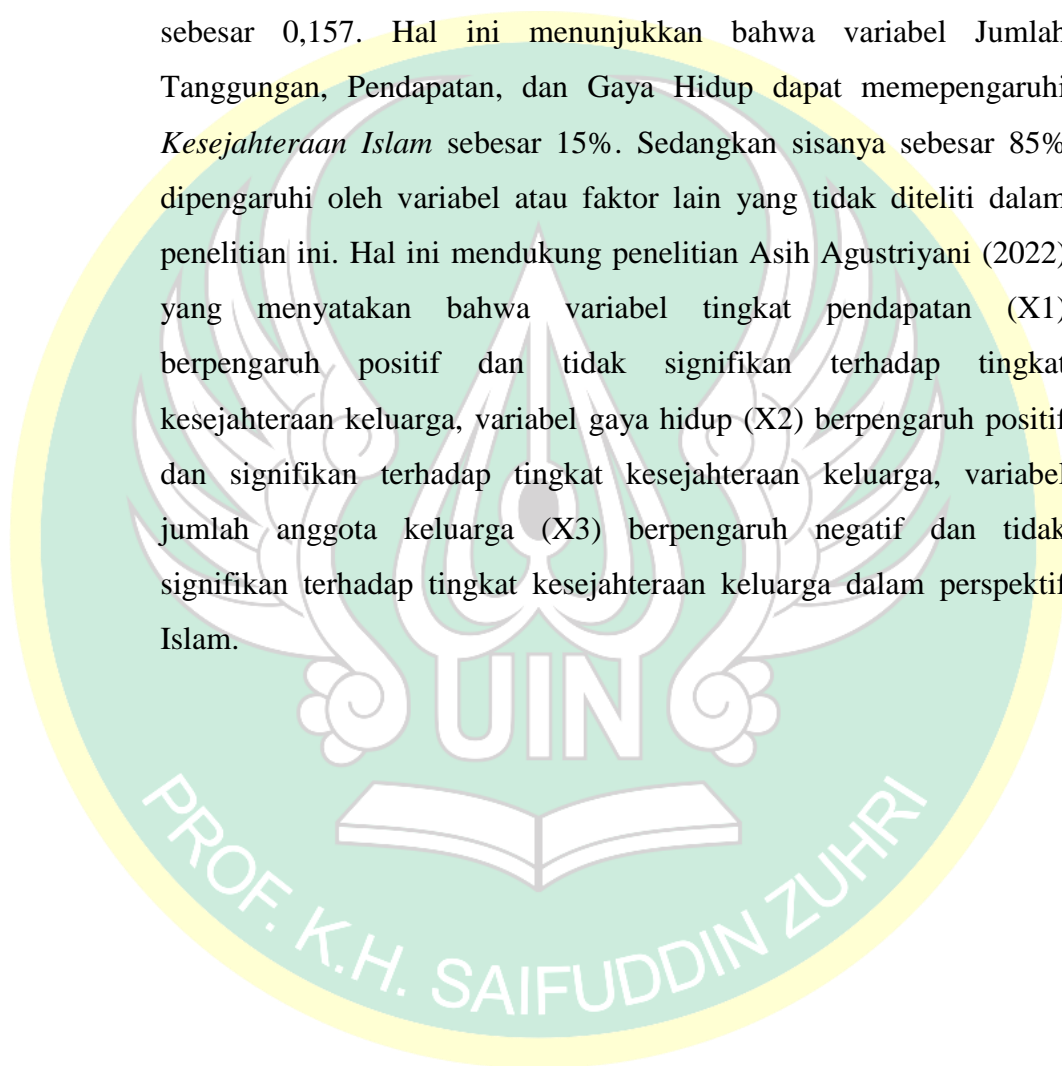 sebesar 0,157. Hal ini menunjukkan bahwa variabel Jumlah
Tanggungan, Pendapatan, dan Gaya Hidup dapat memepengaruhi
Kesejahteraan Islam sebesar 15%. Sedangkan sisanya sebesar 85%
dipengaruhi oleh variabel atau faktor lain yang tidak diteliti dalam
penelitian ini. Hal ini mendukung penelitian Asih Agustriyani (2022)
yang menyatakan bahwa variabel tingkat pendapatan (X1)
berpengaruh positif dan tidak signifikan terhadap tingkat
kesejahteraan keluarga, variabel gaya hidup (X2) berpengaruh positif
dan signifikan terhadap tingkat kesejahteraan keluarga, variabel
jumlah anggota keluarga (X3) berpengaruh negatif dan tidak
signifikan terhadap tingkat kesejahteraan keluarga dalam perspektif
Islam.
UIN
PROF. K.H. SAIFUDDIN ZUHRI